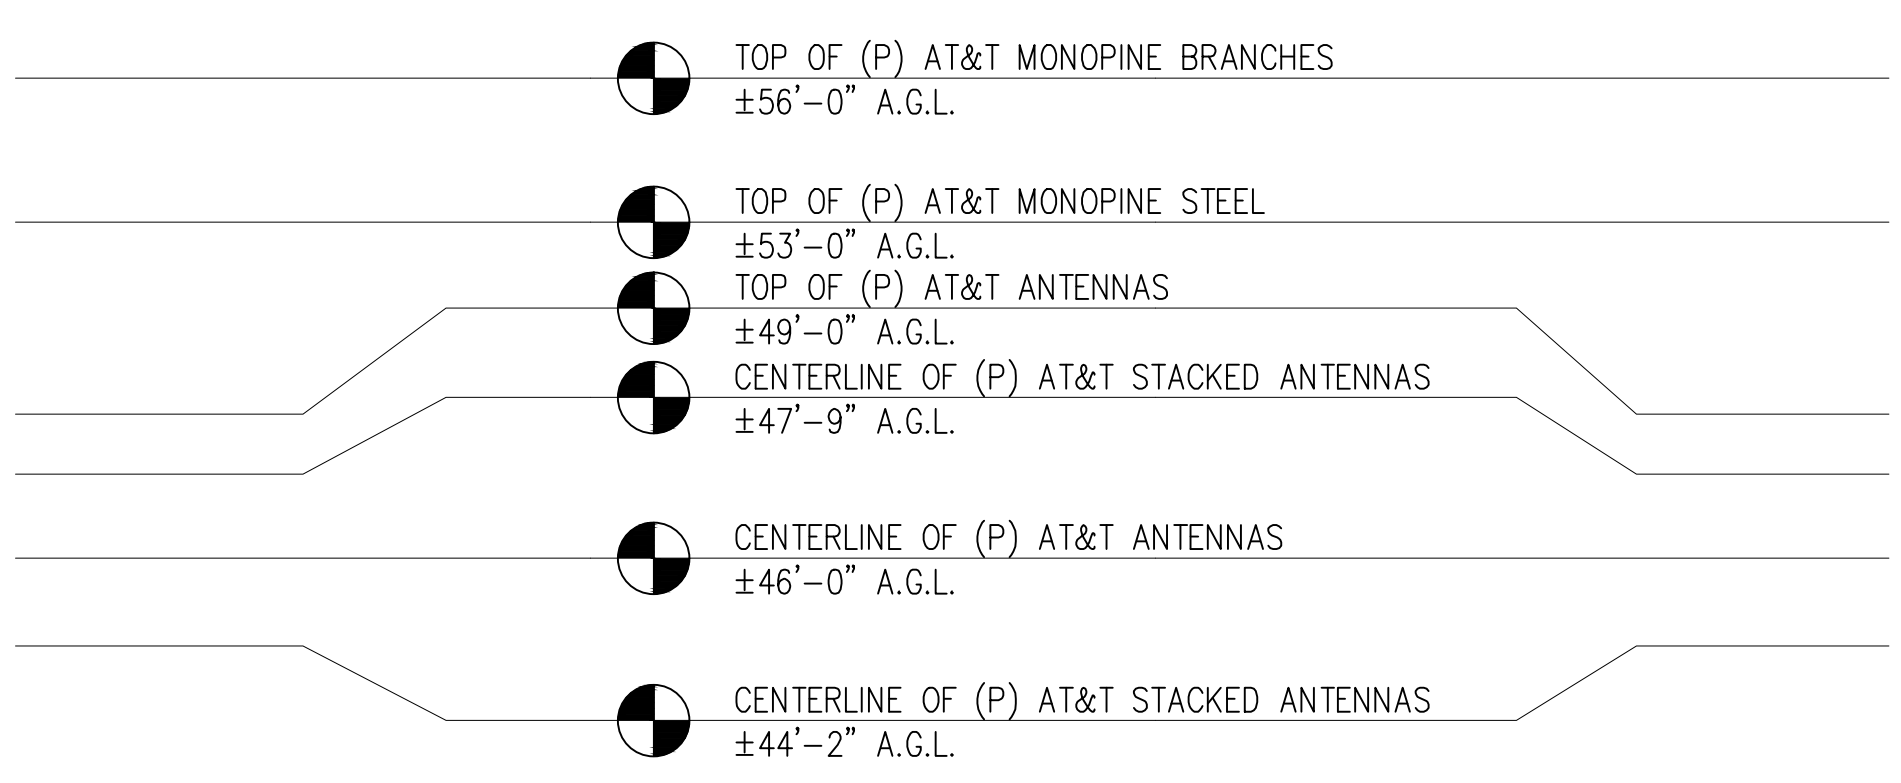 TOP OF (P) AT&T MONOPINE BRANCHES
±56'-0" A.G.L.
TOP OF (P) AT&T MONOPINE STEEL
±53'-0" A.G.L.
TOP OF (P) AT&T ANTENNAS
±49'-0" A.G.L.
CENTERLINE OF (P) AT&T STACKED ANTENNAS
±47'-9" A.G.L.
CENTERLINE OF (P) AT&T ANTENNAS
±46'-0" A.G.L.
CENTERLINE OF (P) AT&T STACKED ANTENNAS
±44'-2" A.G.L.